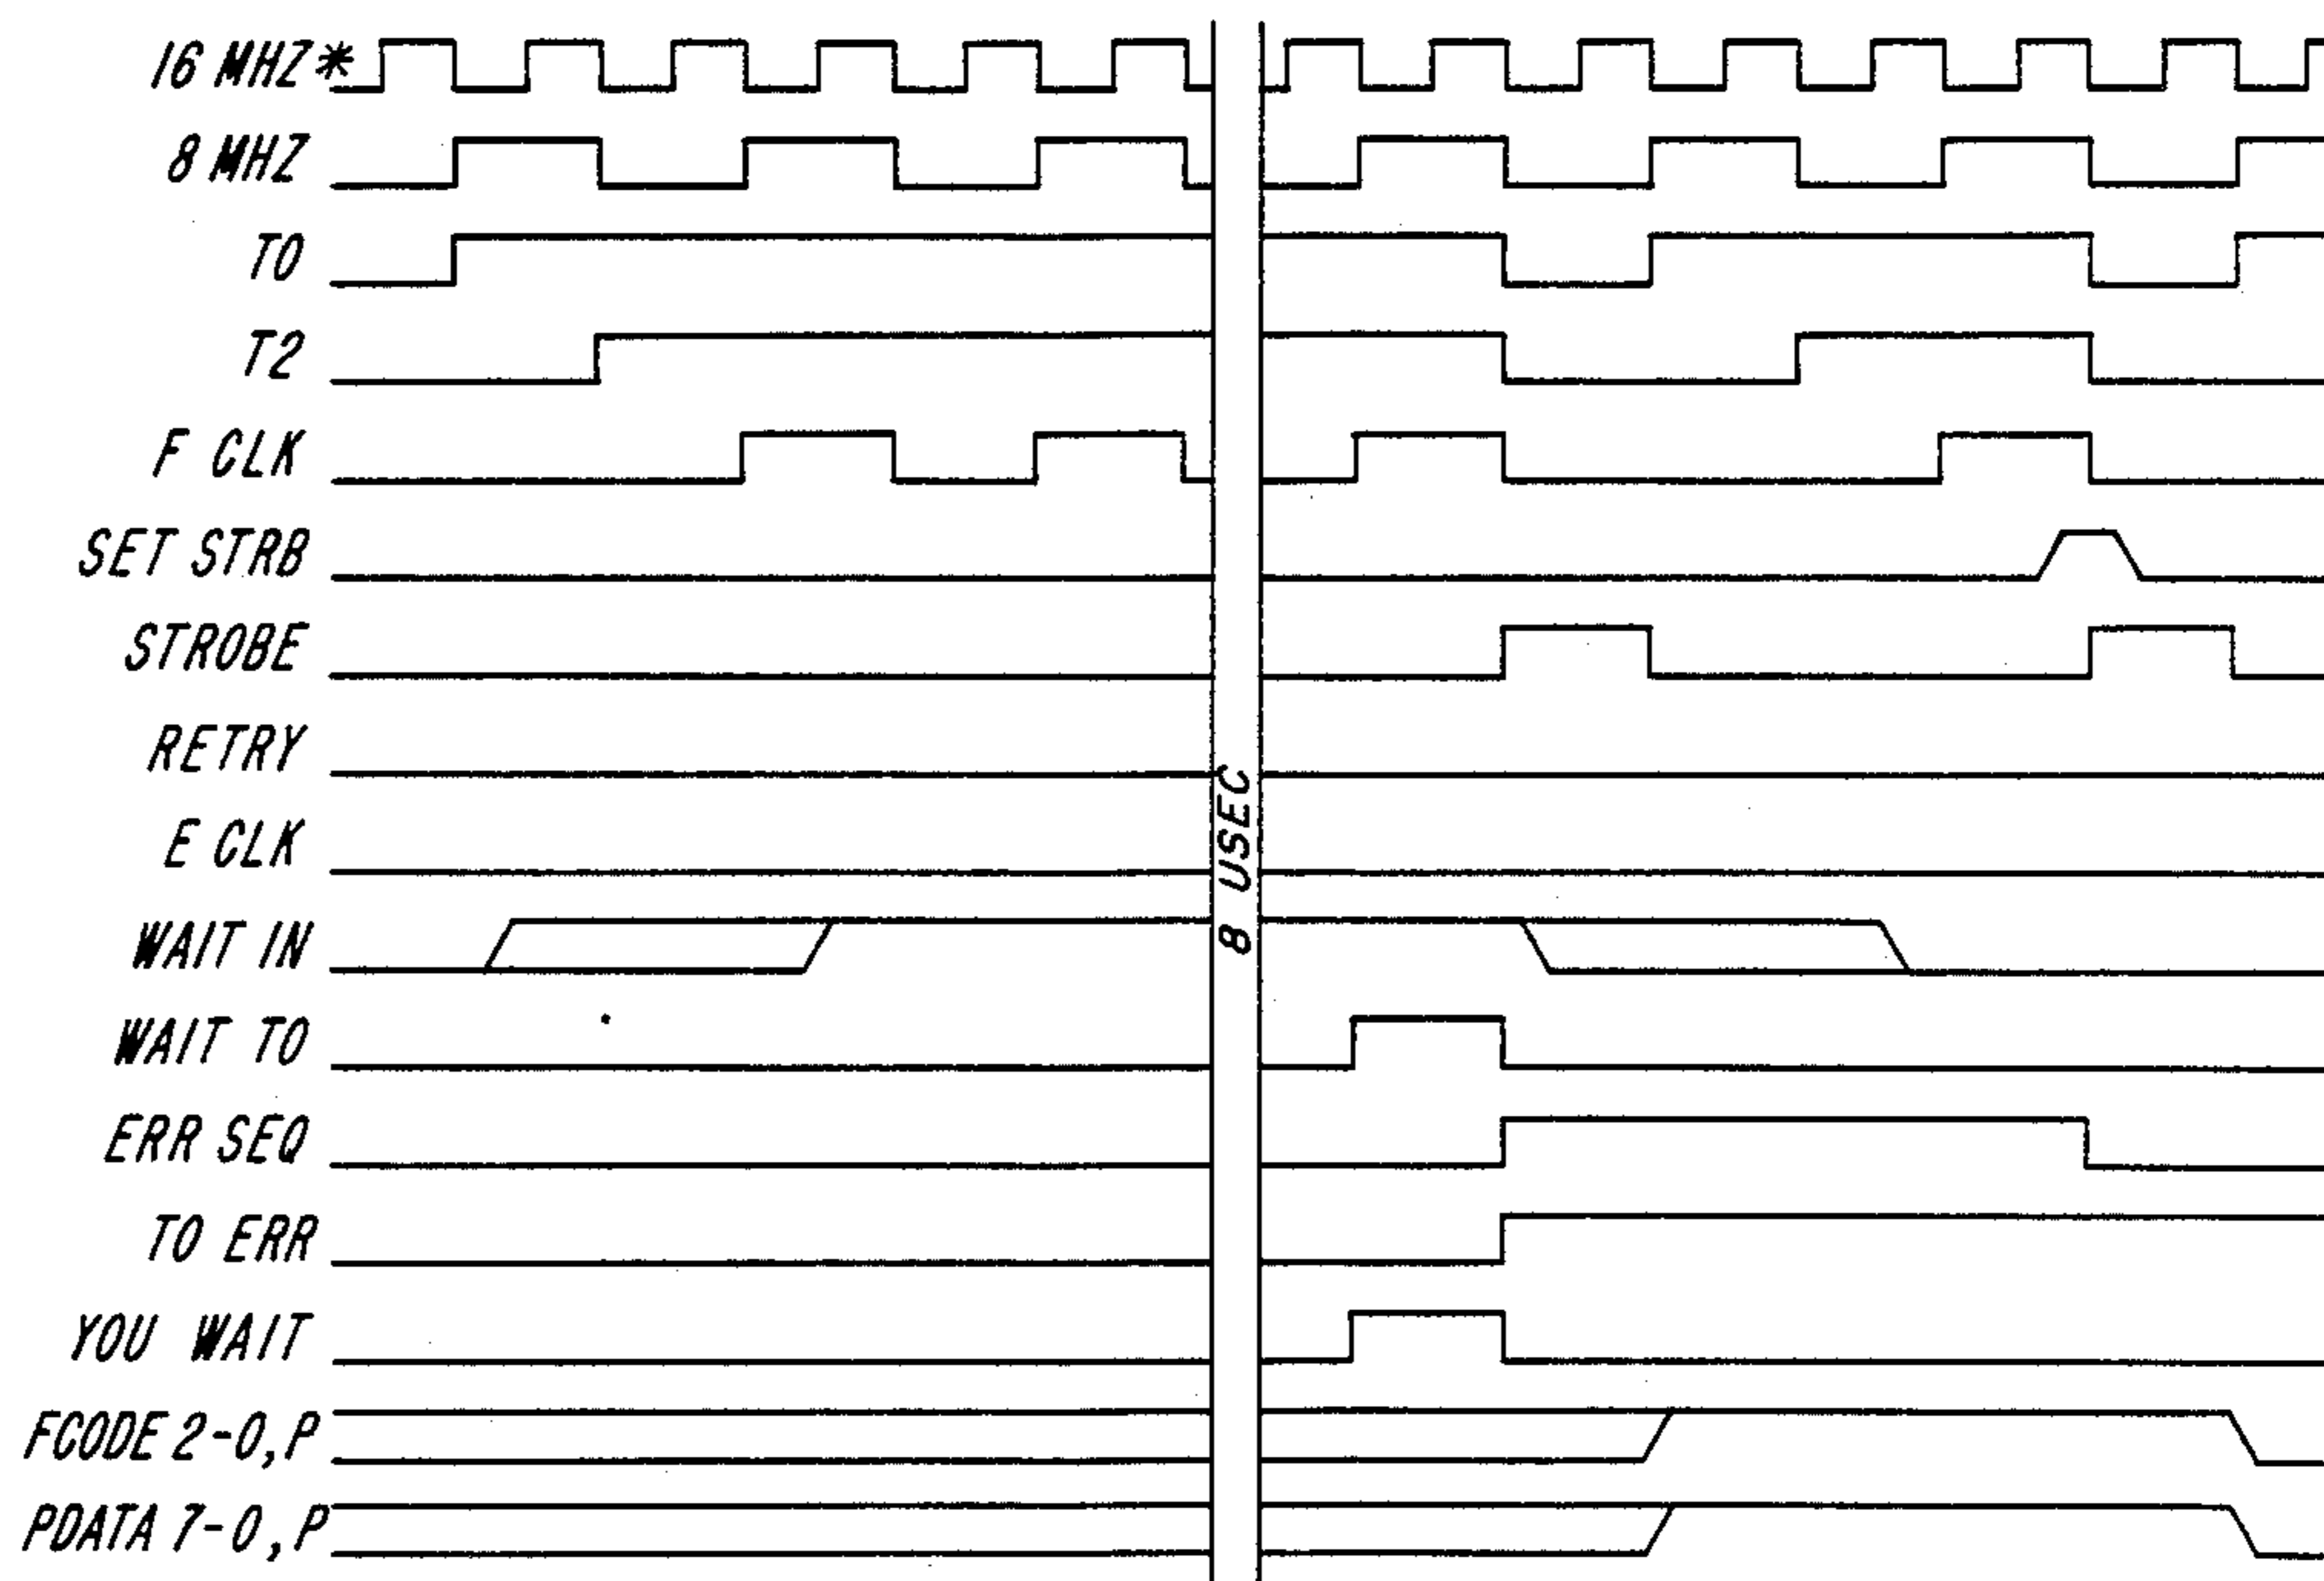 16 MHZ*
8 MHZ
T0
T2
F CLK
SET STRB
STROBE
RETRY
E CLK
WAIT IN
WAIT TO
ERR SEQ
TO ERR
YOU WAIT
FCODE 2-0,P
PDATA 7-0,P
8 USEC